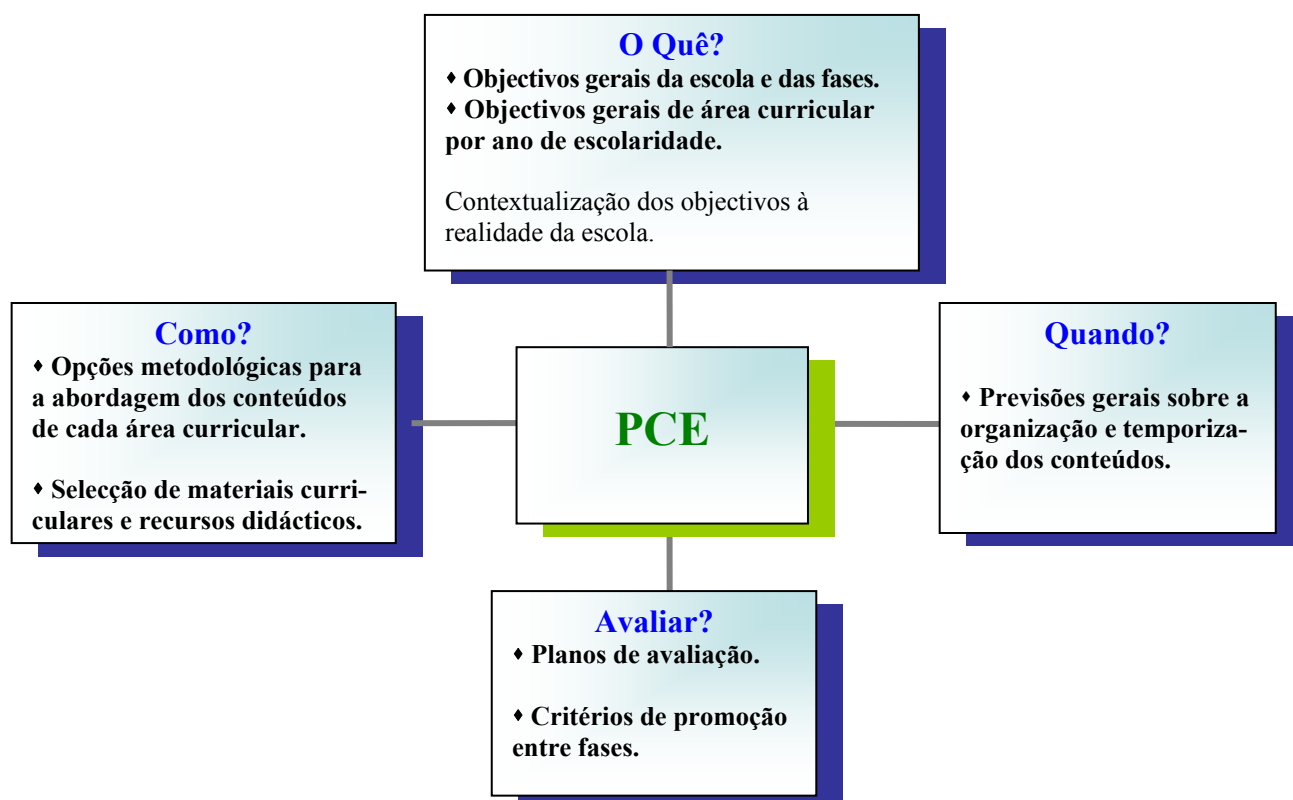 O Quê?
♦ Objectivos gerais da escola e das fases.
♦ Objectivos gerais de área curricular
por ano de escolaridade.
Contextualização dos objectivos à
realidade da escola.
Como?
♦ Opções metodológicas para
a abordagem dos conteúdos
de cada área curricular.
♦ Selecção de materiais curri-
culares e recursos didácticos.
PCE
Quando?
♦ Previsões gerais sobre a
organização e temporiza-
ção dos conteúdos.
Avaliar?
♦ Planos de avaliação.
♦ Critérios de promoção
entre fases.